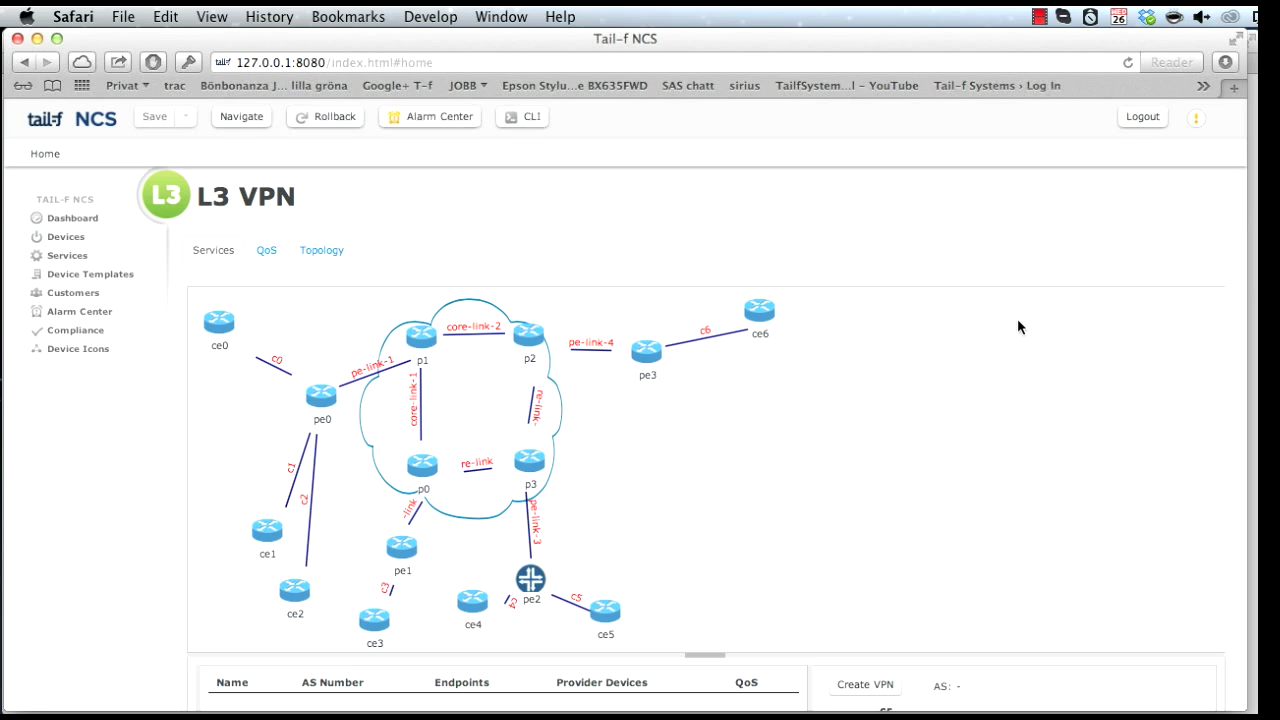 Safari File Edit View History Bookmarks Develop Window Help
WED 26
Tail-f NCS
127.0.0.1:8080/index.html#home
Reader
Privat trac Bönbonanza J... lilla gröna Google+ T-f JOBB Epson Stylu...e BX635FWD SAS chatt sirius TailfSystem...l - YouTube Tail-f Systems › Log In
tail-f NCS Save Navigate Rollback Alarm Center CLI Logout
Home
TAIL-F NCS
Dashboard
Devices
Services
Device Templates
Customers
Alarm Center
Compliance
Device Icons
L3 L3 VPN
Services QoS Topology
ce0
c0
pe0
pe-link-1
p1
core-link-2
p2
pe-link-4
pe3
c6
ce6
core-link-1
re-link-
c1
c2
p0
re-link
p3
-link
pe-link-3
ce1
ce2
pe1
c3
ce3
pe2
c4
ce4
c5
ce5
Name AS Number Endpoints Provider Devices QoS
Create VPN AS: -